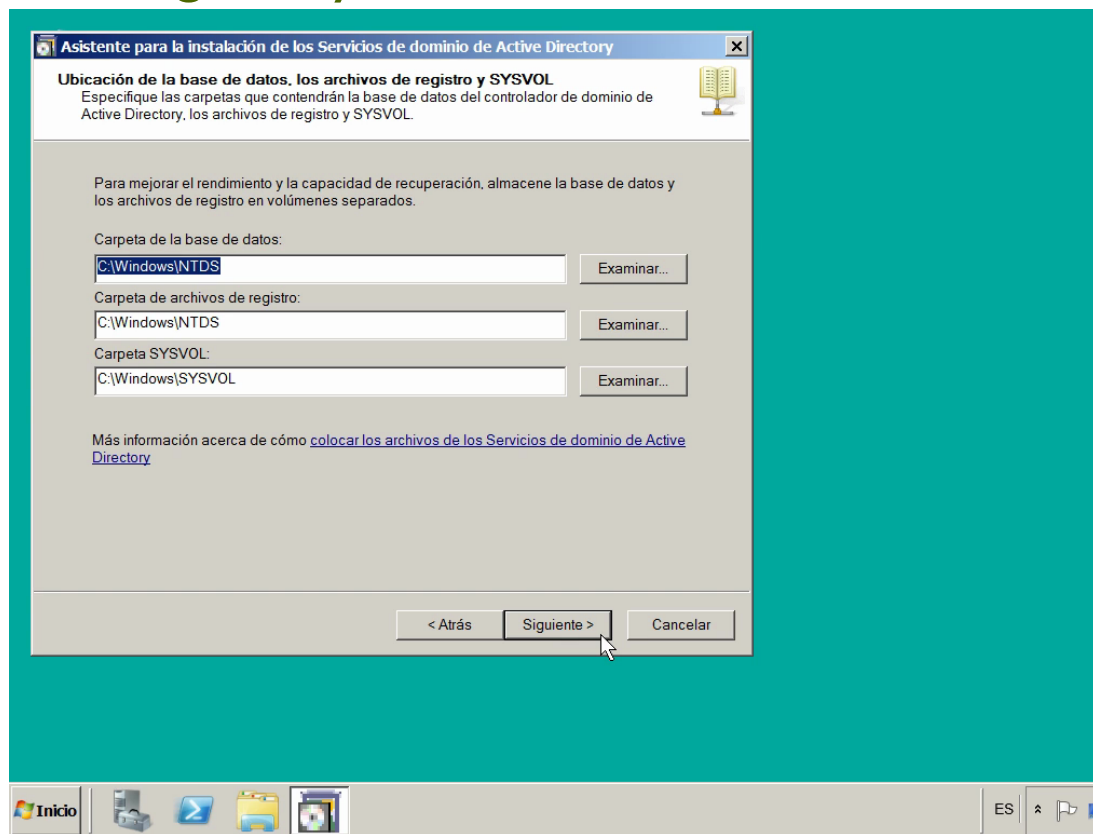 Asistente para la instalación de los Servicios de dominio de Active Directory
Ubicación de la base de datos, los archivos de registro y SYSVOL
Especifique las carpetas que contendrán la base de datos del controlador de dominio de
Active Directory, los archivos de registro y SYSVOL.
Para mejorar el rendimiento y la capacidad de recuperación, almacene la base de datos y
los archivos de registro en volúmenes separados.
Carpeta de la base de datos:
C:\Windows\NTDS
Examinar...
Carpeta de archivos de registro:
C:\Windows\NTDS
Examinar...
Carpeta SYSVOL:
C:\Windows\SYSVOL
Examinar...
Más información acerca de cómo colocar los archivos de los Servicios de dominio de Active
Directory
< Atrás
Siguiente >
Cancelar
Inicio
ES